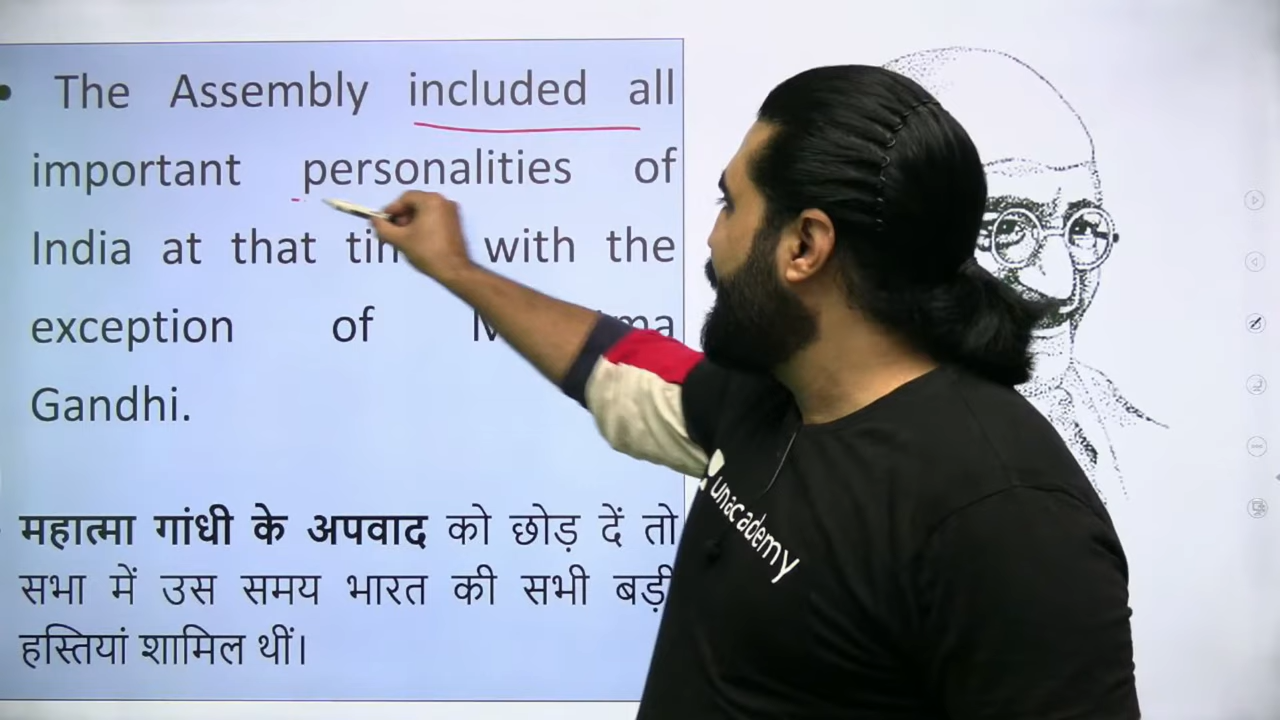 • The Assembly included all
important personalities of
India at that with the
exception of
Gandhi.
महात्मा गांधी के अपवाद को छोड़ दें तो
सभा में उस समय भारत की सभी बड़ी
हस्तियां शामिल थीं।
unacademy